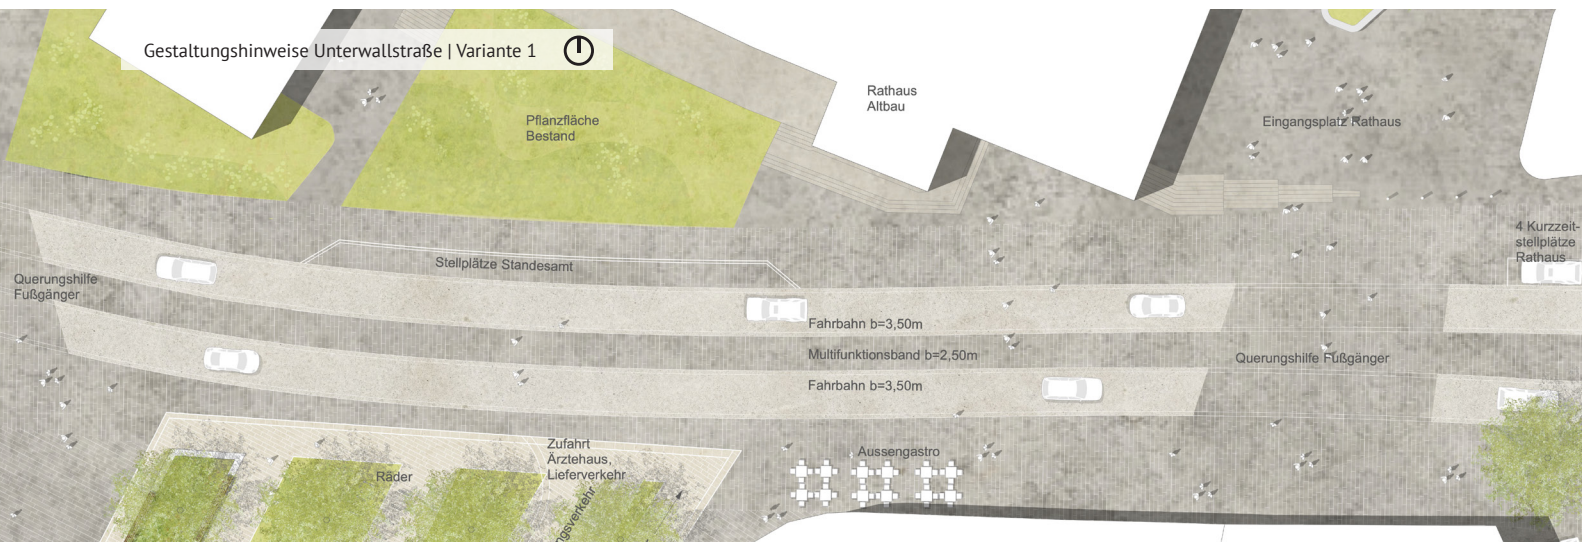 Gestaltungshinweise Unterwallstraße | Variante 1
Rathaus
Altbau
Pflanzfläche
Bestand
Eingangsplatz Rathaus
4 Kurzzeit-
stellplätze
Rathaus
Stellplätze Standesamt
Querungshilfe
Fußgänger
Fahrbahn b=3,50m
Multifunktionsband b=2,50m
Querungshilfe Fußgänger
Fahrbahn b=3,50m
Zufahrt
Ärztehaus,
Lieferverkehr
Aussengastro
Räder